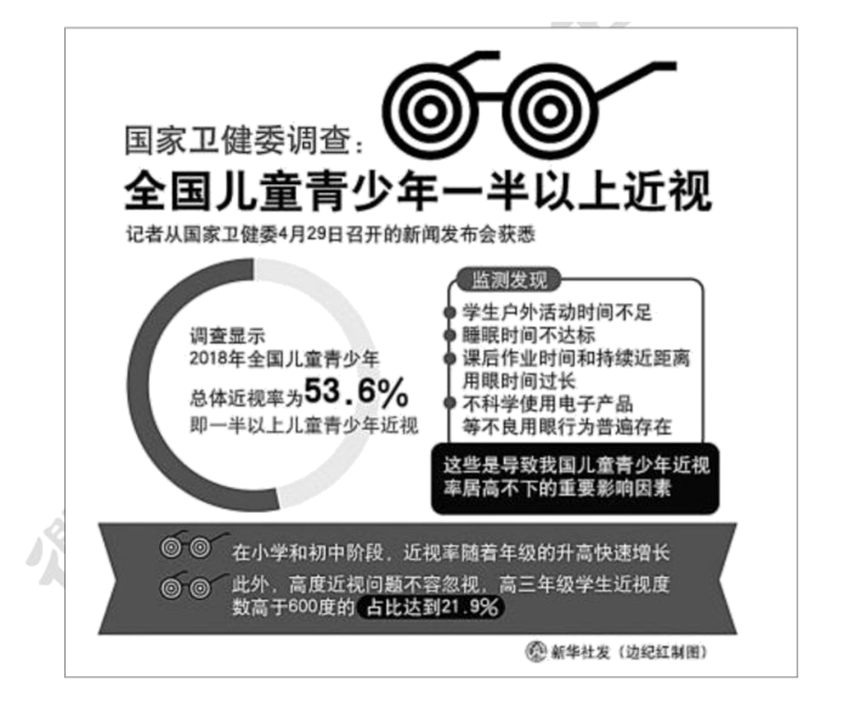 国家卫健委调查：
全国儿童青少年一半以上近视
记者从国家卫健委4月29日召开的新闻发布会获悉
调查显示
2018年全国儿童青少年
总体近视率为53.6%
即一半以上儿童青少年近视
监测发现
学生户外活动时间不足
睡眠时间不达标
课后作业时间和持续近距离
用眼时间过长
不科学使用电子产品
等不良用眼行为普遍存在
这些是导致我国儿童青少年近视
率居高不下的重要影响因素
在小学和初中阶段，近视率随着年级的升高快速增长
此外，高度近视问题不容忽视，高三年级学生近视度
数高于600度的 占比达到21.9%
新华社发（边纪红制图）